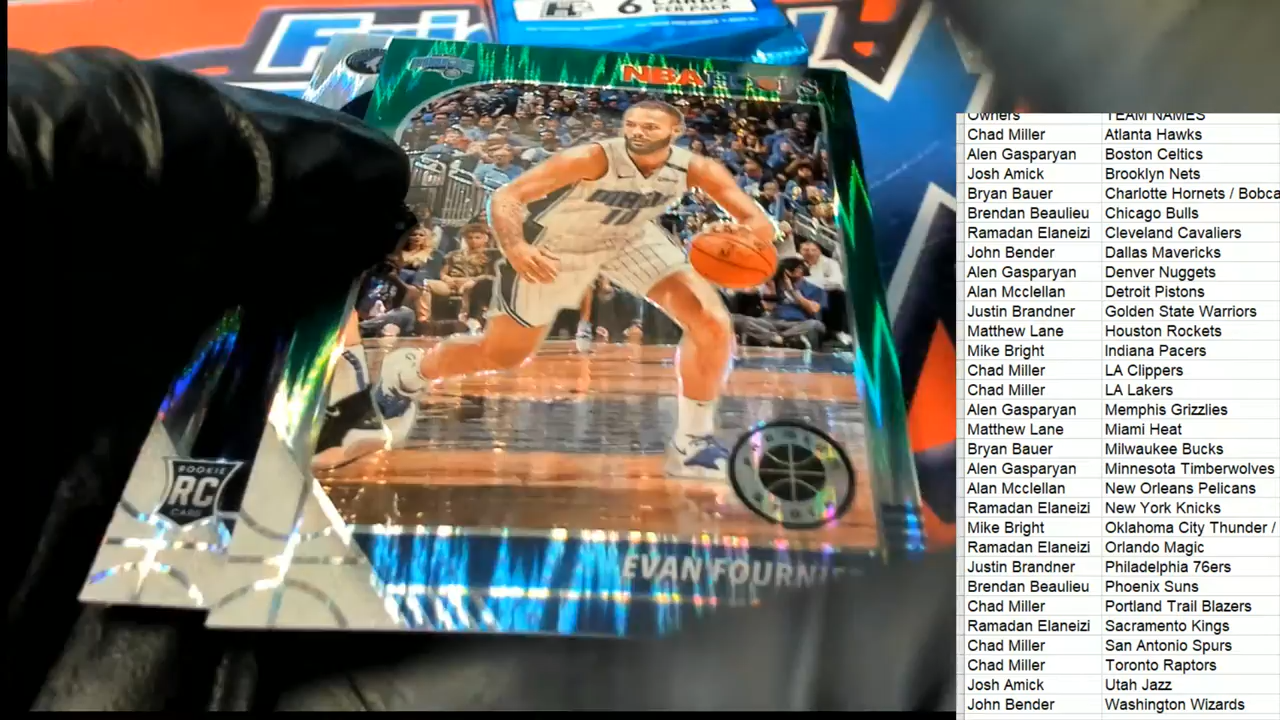 6 CARDS
PER PACK
NBA HOOPS
11
ROOKIE
RC
CARD
EVAN FOURNIE
Owners TEAM NAMES
Chad Miller Atlanta Hawks
Alen Gasparyan Boston Celtics
Josh Amick Brooklyn Nets
Bryan Bauer Charlotte Hornets / Bobca
Brendan Beaulieu Chicago Bulls
Ramadan Elaneizi Cleveland Cavaliers
John Bender Dallas Mavericks
Alen Gasparyan Denver Nuggets
Alan Mcclellan Detroit Pistons
Justin Brandner Golden State Warriors
Matthew Lane Houston Rockets
Mike Bright Indiana Pacers
Chad Miller LA Clippers
Chad Miller LA Lakers
Alen Gasparyan Memphis Grizzlies
Matthew Lane Miami Heat
Bryan Bauer Milwaukee Bucks
Alen Gasparyan Minnesota Timberwolves
Alan Mcclellan New Orleans Pelicans
Ramadan Elaneizi New York Knicks
Mike Bright Oklahoma City Thunder /
Ramadan Elaneizi Orlando Magic
Justin Brandner Philadelphia 76ers
Brendan Beaulieu Phoenix Suns
Chad Miller Portland Trail Blazers
Ramadan Elaneizi Sacramento Kings
Chad Miller San Antonio Spurs
Chad Miller Toronto Raptors
Josh Amick Utah Jazz
John Bender Washington Wizards